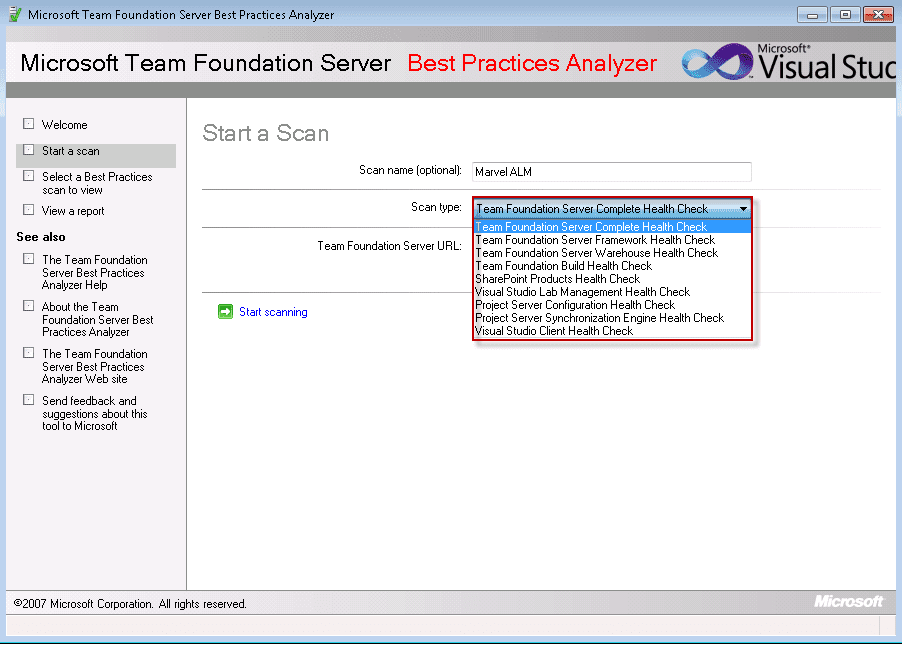 Microsoft Team Foundation Server Best Practices Analyzer
Microsoft Team Foundation Server Best Practices Analyzer
Microsoft®
Visual Stuc
Welcome
Start a scan
Select a Best Practices
scan to view
View a report
See also
The Team Foundation
Server Best Practices
Analyzer Help
About the Team
Foundation Server Best
Practices Analyzer
The Team Foundation
Server Best Practices
Analyzer Web site
Send feedback and
suggestions about this
tool to Microsoft
Start a Scan
Scan name (optional): Marvel ALM
Scan type: Team Foundation Server Complete Health Check
Team Foundation Server Complete Health Check
Team Foundation Server Framework Health Check
Team Foundation Server Warehouse Health Check
Team Foundation Build Health Check
SharePoint Products Health Check
Visual Studio Lab Management Health Check
Project Server Configuration Health Check
Project Server Synchronization Engine Health Check
Visual Studio Client Health Check
Team Foundation Server URL:
Start scanning
©2007 Microsoft Corporation. All rights reserved.
Microsoft